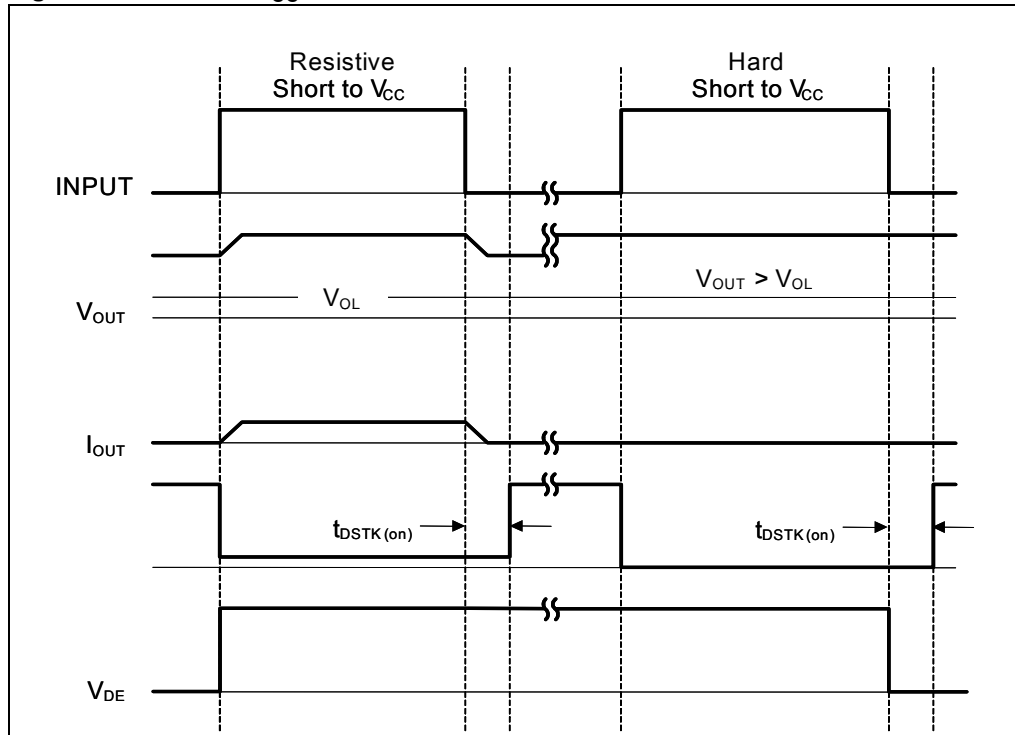 Resistive
Short to VCC
Hard
Short to VCC
INPUT
VOL
VOUT > VOL
VOUT
IOUT
tDSTK(on)
tDSTK(on)
VDE